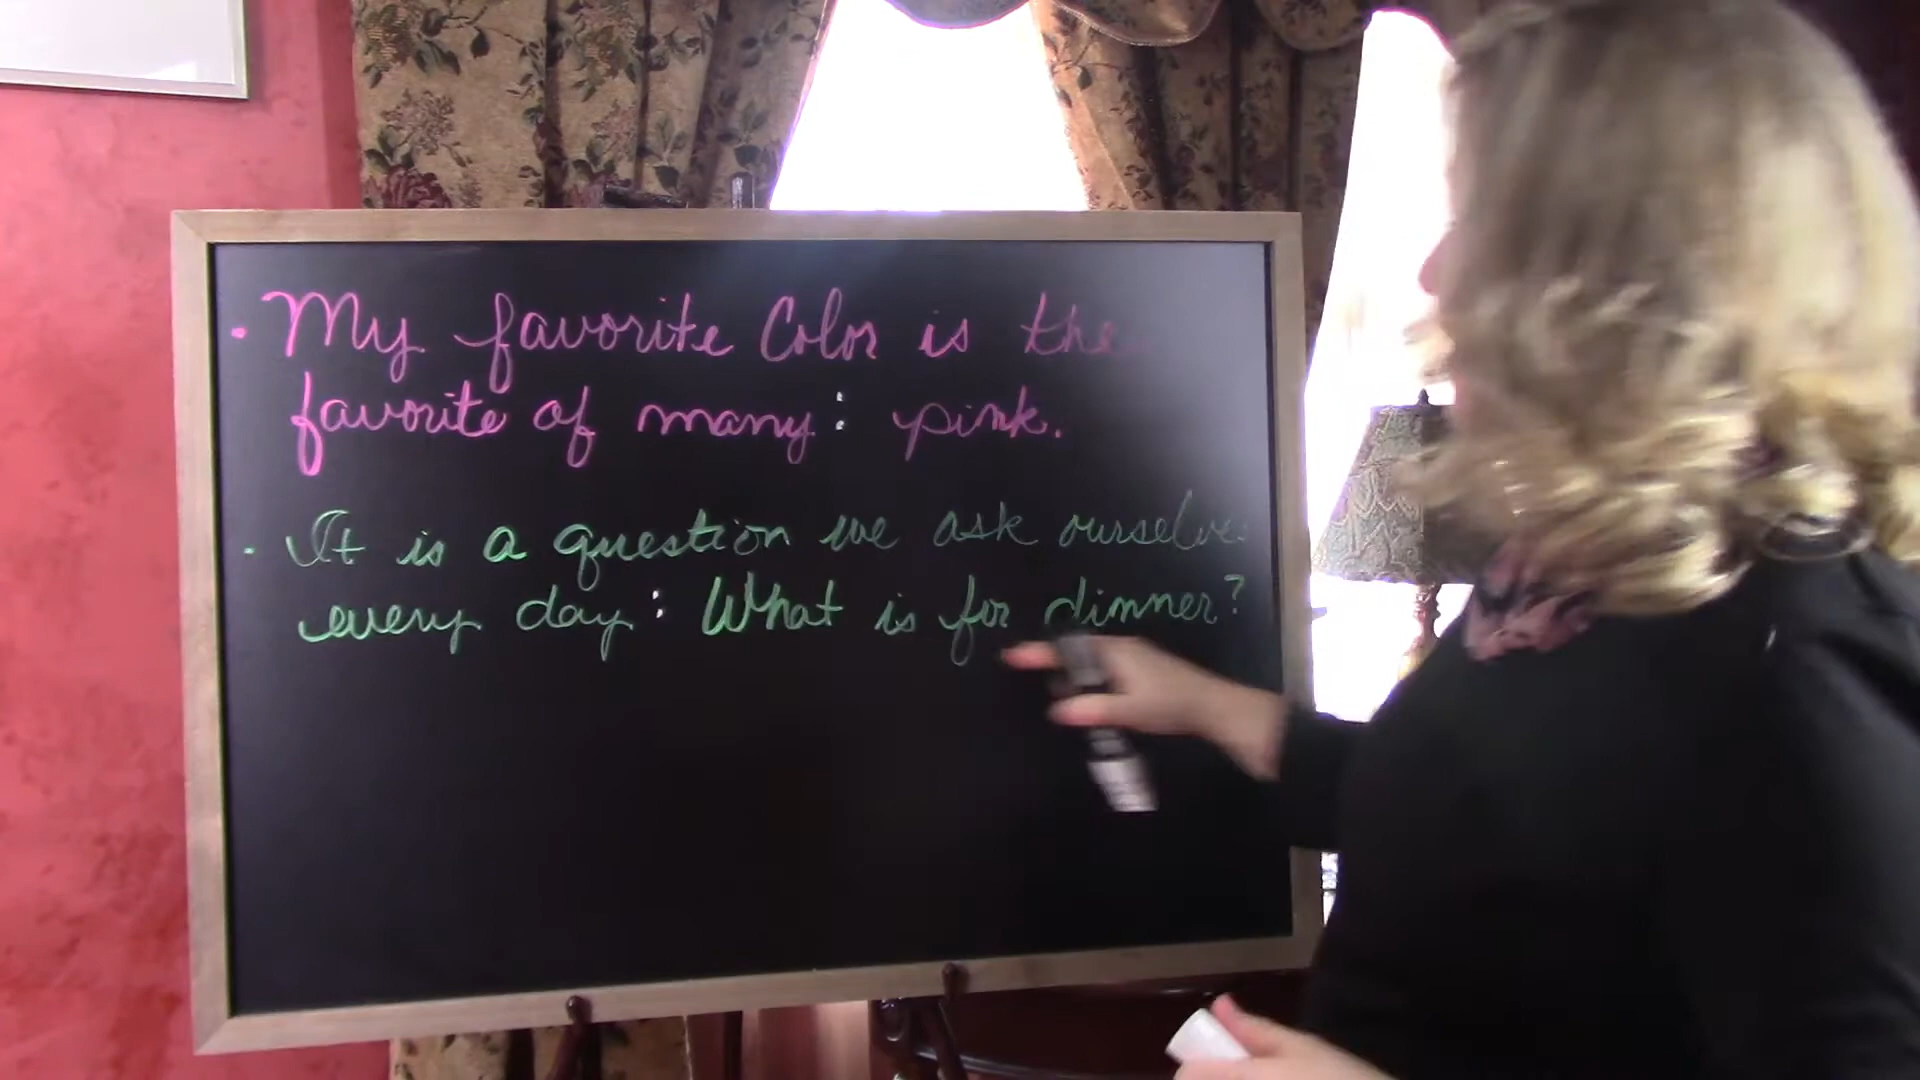 • My favorite Color is the
favorite of many: pink.
• It is a question we ask ourselves
every day: What is for dinner?